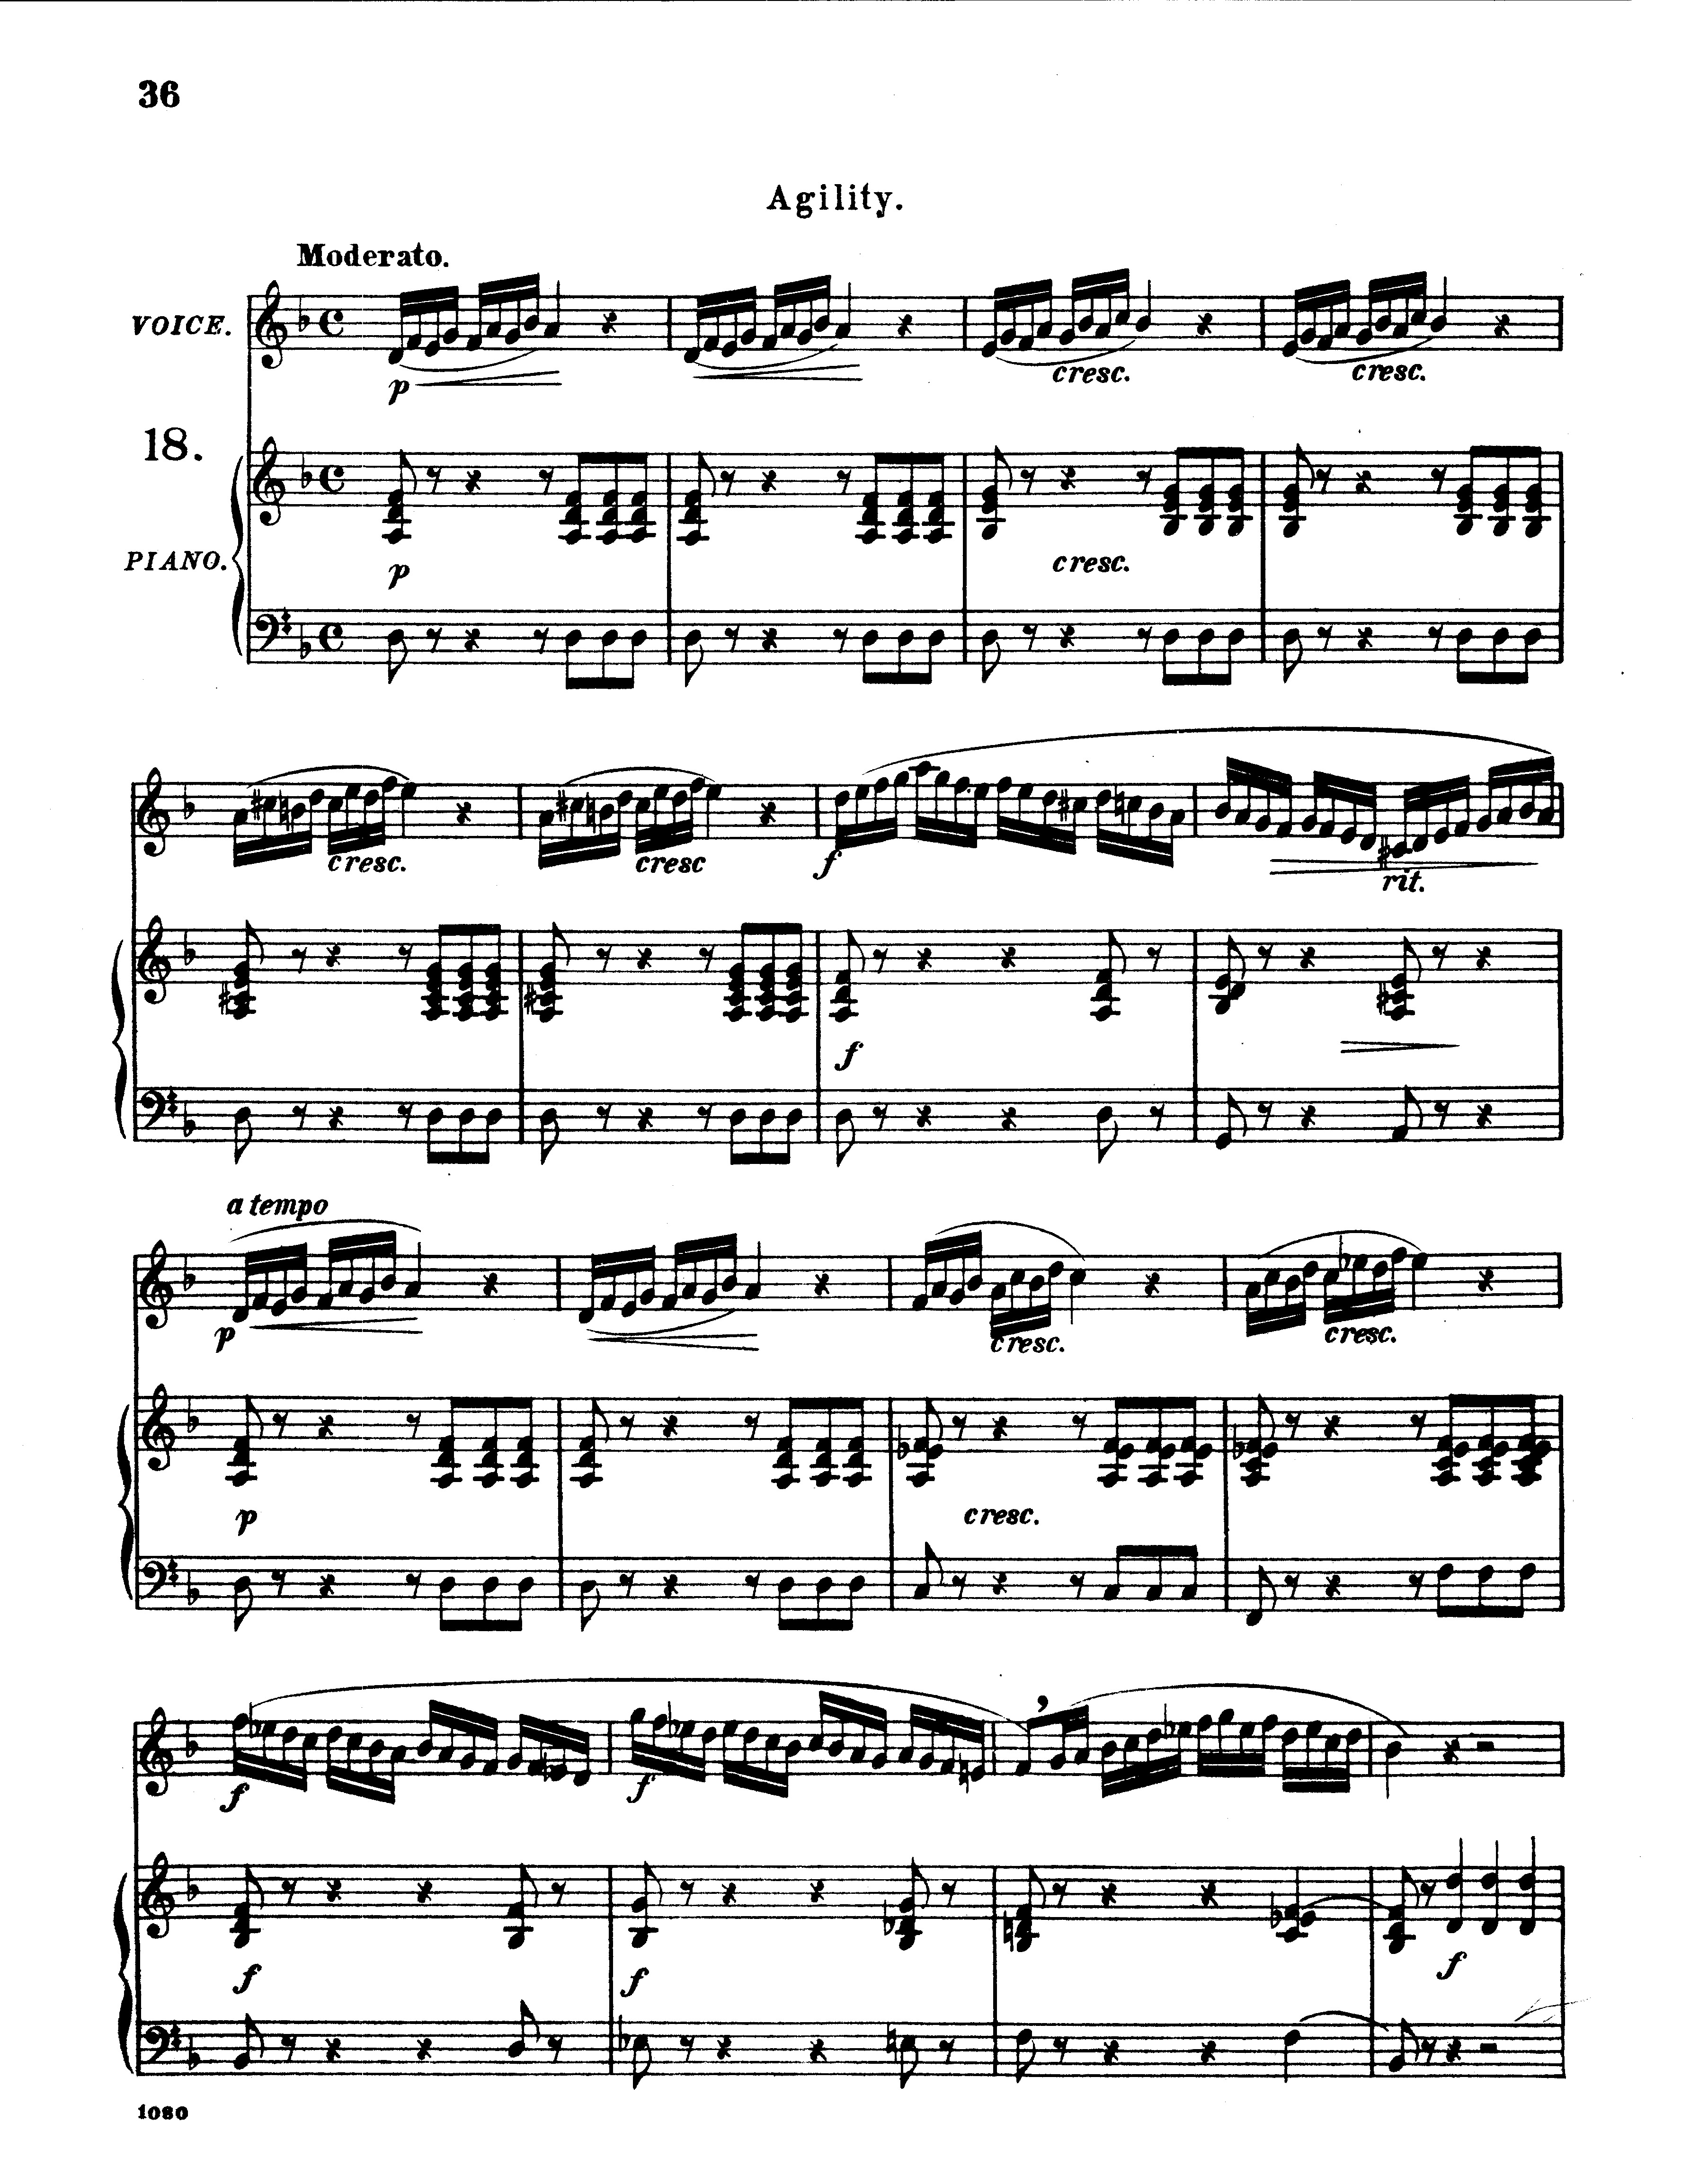 36
Agility.
Moderato.
VOICE.
p
cresc.
cresc.
18.
PIANO.
p
cresc.
cresc.
cresc
f
rit.
f
a tempo
p
cresc.
cresc.
p
cresc.
f
f
f
f
f
1080